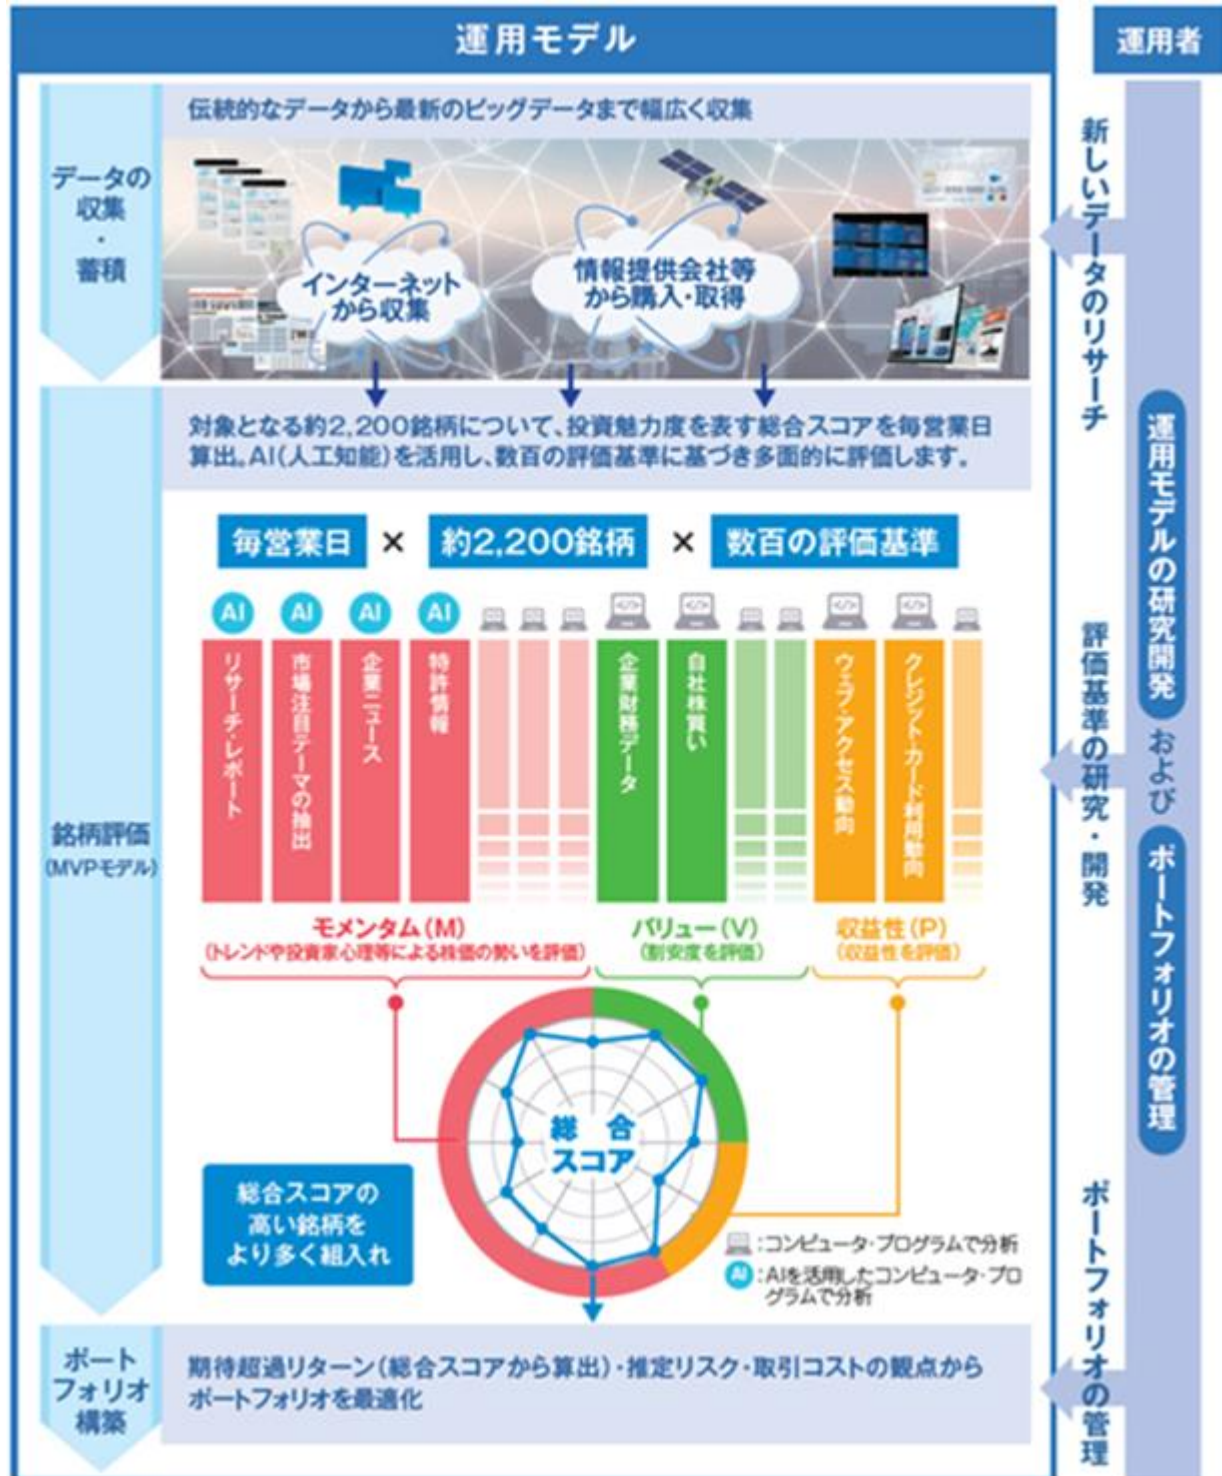 運用モデル
運用者
データの
収集
・
蓄積
伝統的なデータから最新のビッグデータまで幅広く収集
インターネット
から収集
情報提供会社等
から購入・取得
新しいデータのリサーチ
銘柄評価
(MVPモデル)
対象となる約2,200銘柄について、投資魅力度を表す総合スコアを毎営業日
算出。AI(人工知能)を活用し、数百の評価基準に基づき多面的に評価します。
毎営業日 × 約2,200銘柄 × 数百の評価基準
AI
AI
AI
AI
リサーチ・レポート
市場注目テーマの抽出
企業ニュース
特許情報
企業財務データ
自社株買い
ウェブ・アクセス動向
クレジット・カード利用動向
モメンタム(M)
(トレンドや投資家心理等による株価の勢いを評価)
バリュー(V)
(割安度を評価)
収益性(P)
(収益性を評価)
総合
スコア
総合スコアの
高い銘柄を
より多く組入れ
:コンピュータ・プログラムで分析
AI:AIを活用したコンピュータ・プロ
グラムで分析
評価基準の研究・開発
運用モデルの研究開発
および
ポートフォリオの管理
ポート
フォリオ
構築
期待超過リターン(総合スコアから算出)・推定リスク・取引コストの観点から
ポートフォリオを最適化
ポートフォリオの管理